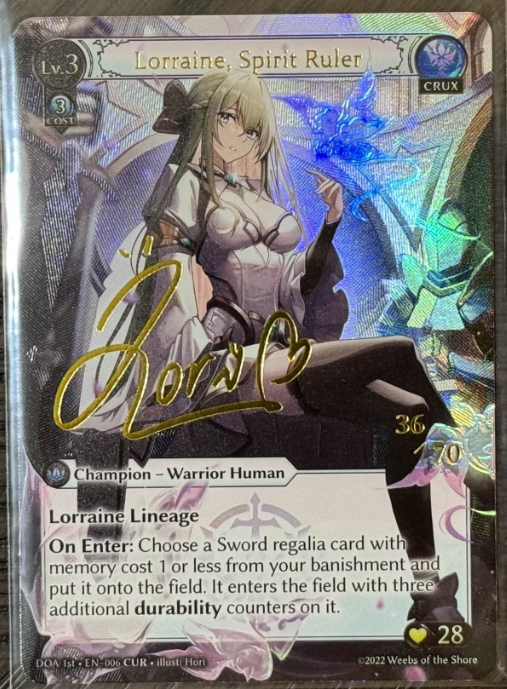 Lv.3
Lorraine, Spirit Ruler
CRUX
3
COST
36
70
Champion – Warrior Human
Lorraine Lineage
On Enter: Choose a Sword regalia card with
memory cost 1 or less from your banishment and
put it onto the field. It enters the field with three
additional durability counters on it.
28
DOA 1st • EN-006 CUR • illust: Hori
©2022 Weebs of the Shore